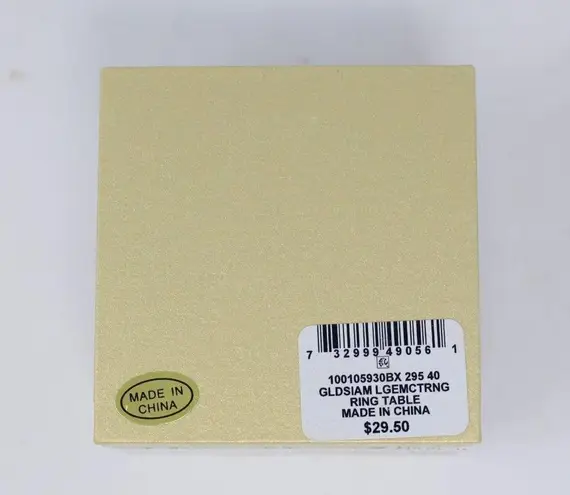 7 32999 49056 1
100105930BX 295 40
GLDSIAM LGEMCTRNG
RING TABLE
MADE IN CHINA
$29.50
MADE IN
CHINA